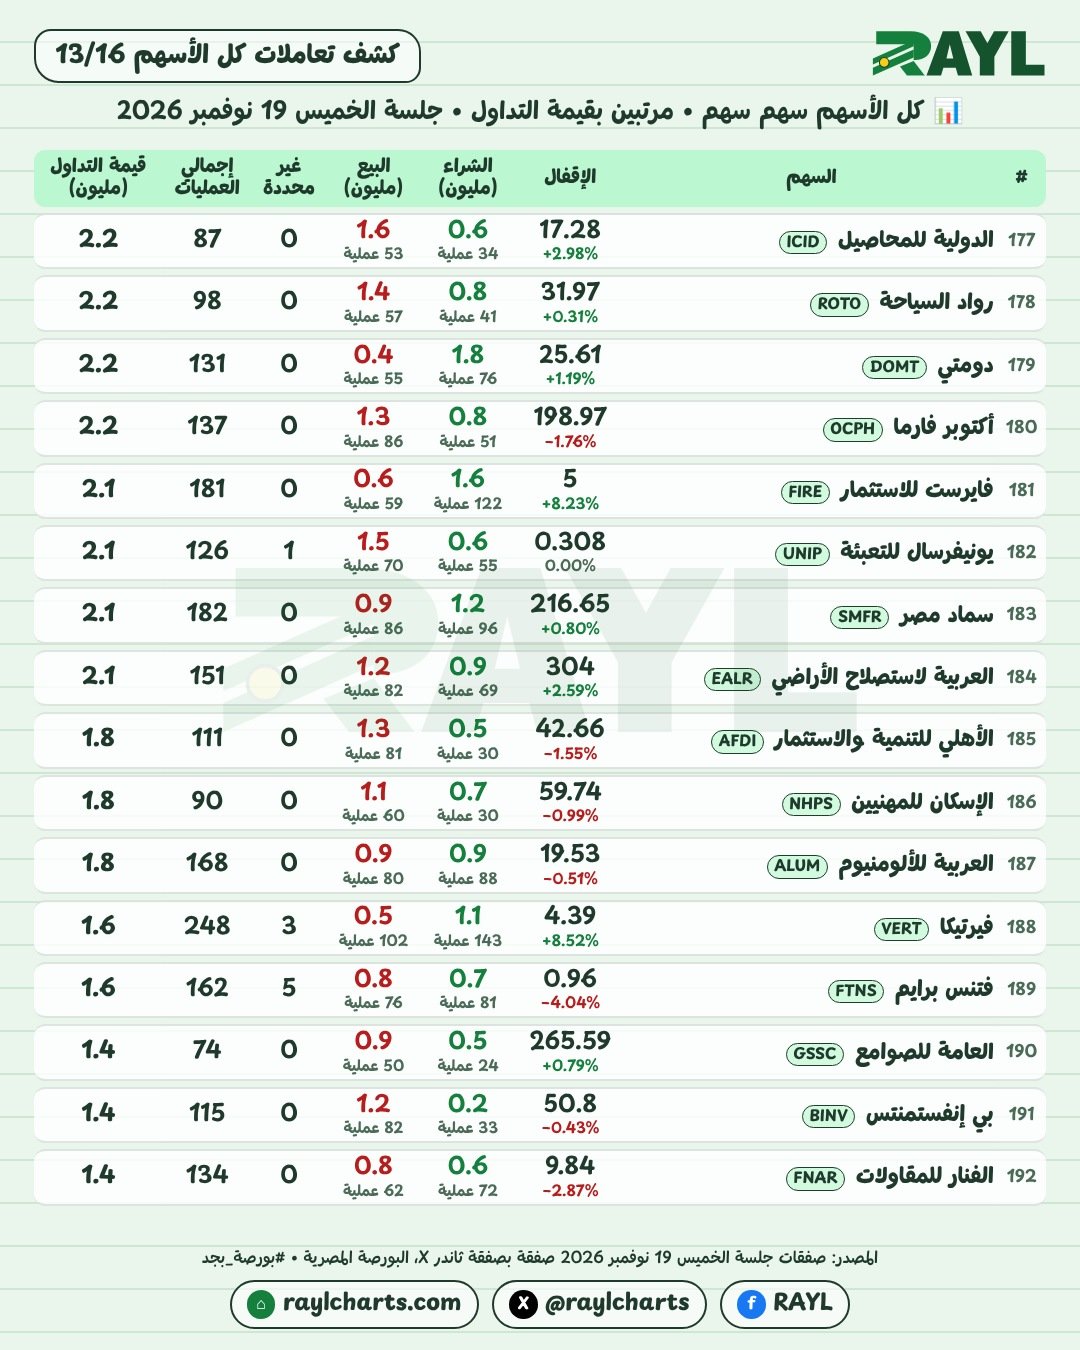 RAYL
كشف تعاملات كل الأسهم 13/16
📊 كل الأسهم سهم سهم • مرتبين بقيمة التداول • جلسة الخميس 19 نوفمبر 2026
# السهم الإقفال الشراء (مليون) البيع (مليون) غير محددة إجمالي العمليات قيمة التداول (مليون)
177 الدولية للمحاصيل ICID 17.28 0.6 1.6 0 87 2.2
+2.98% 34 عملية 53 عملية
178 رواد السياحة ROTO 31.97 0.8 1.4 0 98 2.2
+0.31% 41 عملية 57 عملية
179 دومتي DOMT 25.61 1.8 0.4 0 131 2.2
+1.19% 76 عملية 55 عملية
180 أكتوبر فارما OCPH 198.97 0.8 1.3 0 137 2.2
-1.76% 51 عملية 86 عملية
181 فايرست للاستثمار FIRE 5 1.6 0.6 0 181 2.1
+8.23% 122 عملية 59 عملية
182 يونيفرسال للتعبئة UNIP 0.308 0.6 1.5 1 126 2.1
0.00% 55 عملية 70 عملية
183 سماد مصر SMFR 216.65 1.2 0.9 0 182 2.1
+0.80% 96 عملية 86 عملية
184 العربية لاستصلاح الأراضي EALR 304 0.9 1.2 0 151 2.1
+2.59% 69 عملية 82 عملية
185 الأهلي للتنمية والاستثمار AFDI 42.66 0.5 1.3 0 111 1.8
-1.55% 30 عملية 81 عملية
186 الإسكان للمهنيين NHPS 59.74 0.7 1.1 0 90 1.8
-0.99% 30 عملية 60 عملية
187 العربية للألومنيوم ALUM 19.53 0.9 0.9 0 168 1.8
-0.51% 88 عملية 80 عملية
188 فيرتيكا VERT 4.39 1.1 0.5 3 248 1.6
+8.52% 143 عملية 102 عملية
189 فتنس برايم FTNS 0.96 0.7 0.8 5 162 1.6
-4.04% 81 عملية 76 عملية
190 العامة للصوامع GSSC 265.59 0.5 0.9 0 74 1.4
+0.79% 24 عملية 50 عملية
191 بي إنفستمنتس BINV 50.8 0.2 1.2 0 115 1.4
-0.43% 33 عملية 82 عملية
192 الفنار للمقاولات FNAR 9.84 0.6 0.8 0 134 1.4
-2.87% 72 عملية 62 عملية
RAYL
المصدر: صفقات جلسة الخميس 19 نوفمبر 2026 صفقة بصفقة ثاندر X، البورصة المصرية • #بورصة_بجد
RAYL
@raylcharts
raylcharts.com